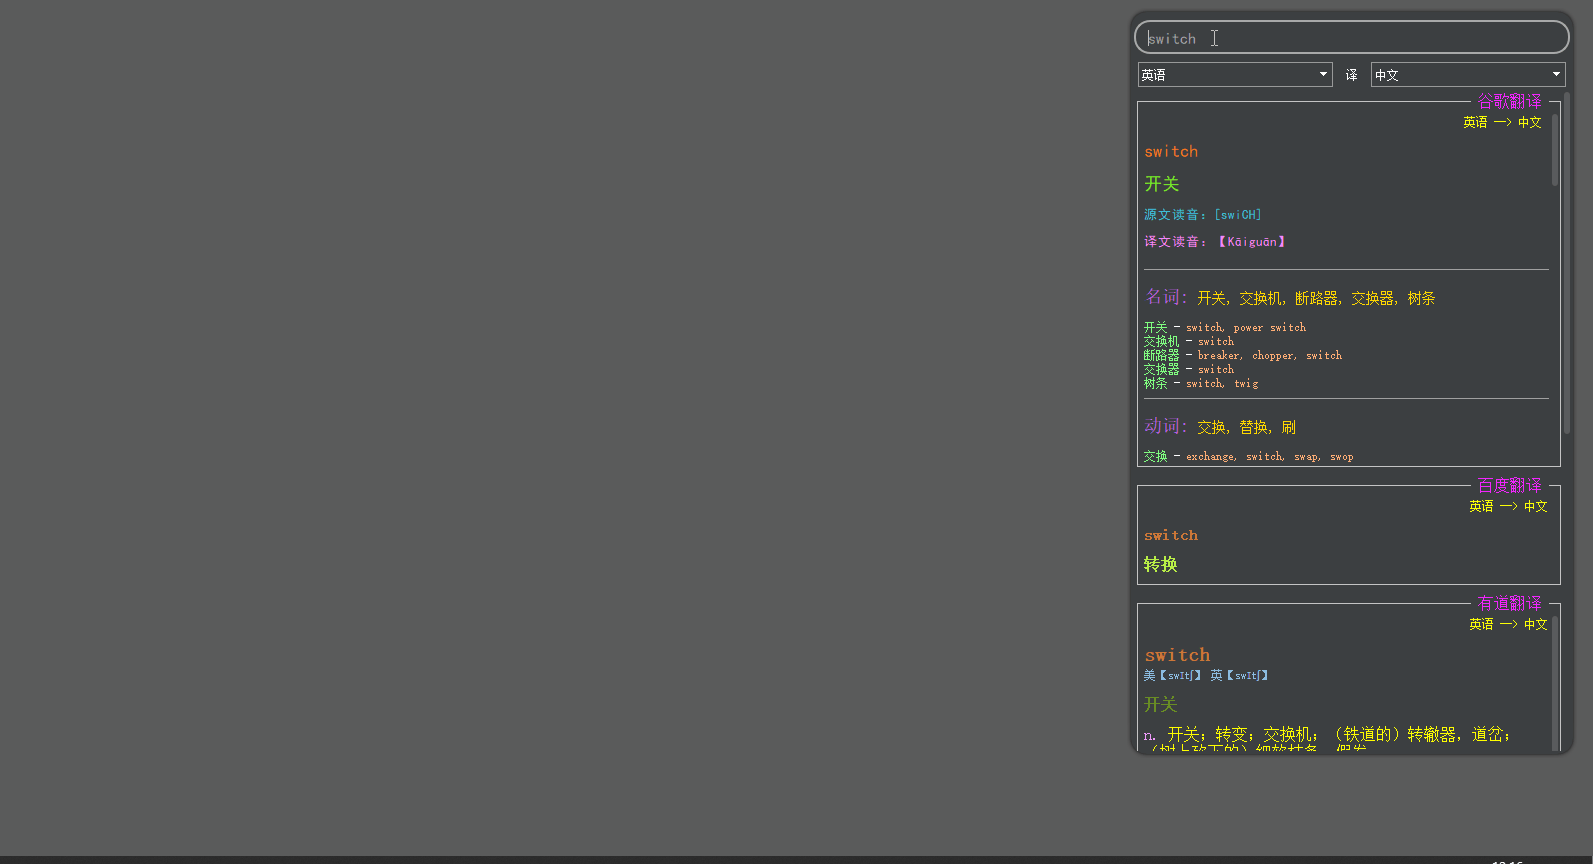 switch
英语 译 中文
谷歌翻译
英语 —> 中文
switch
开关
源文读音：[swiCH]
译文读音：【Kāiguān】
名词：开关，交换机，断路器，交换器，树条
开关 - switch, power switch
交换机 - switch
断路器 - breaker, chopper, switch
交换器 - switch
树条 - switch, twig
动词：交换，替换，刷
交换 - exchange, switch, swap, swop
百度翻译
英语 —> 中文
switch
转换
有道翻译
英语 —> 中文
switch
美【swɪtʃ】 英【swɪtʃ】
开关
n. 开关；转变；交换机；（铁道的）转辙器，道岔；